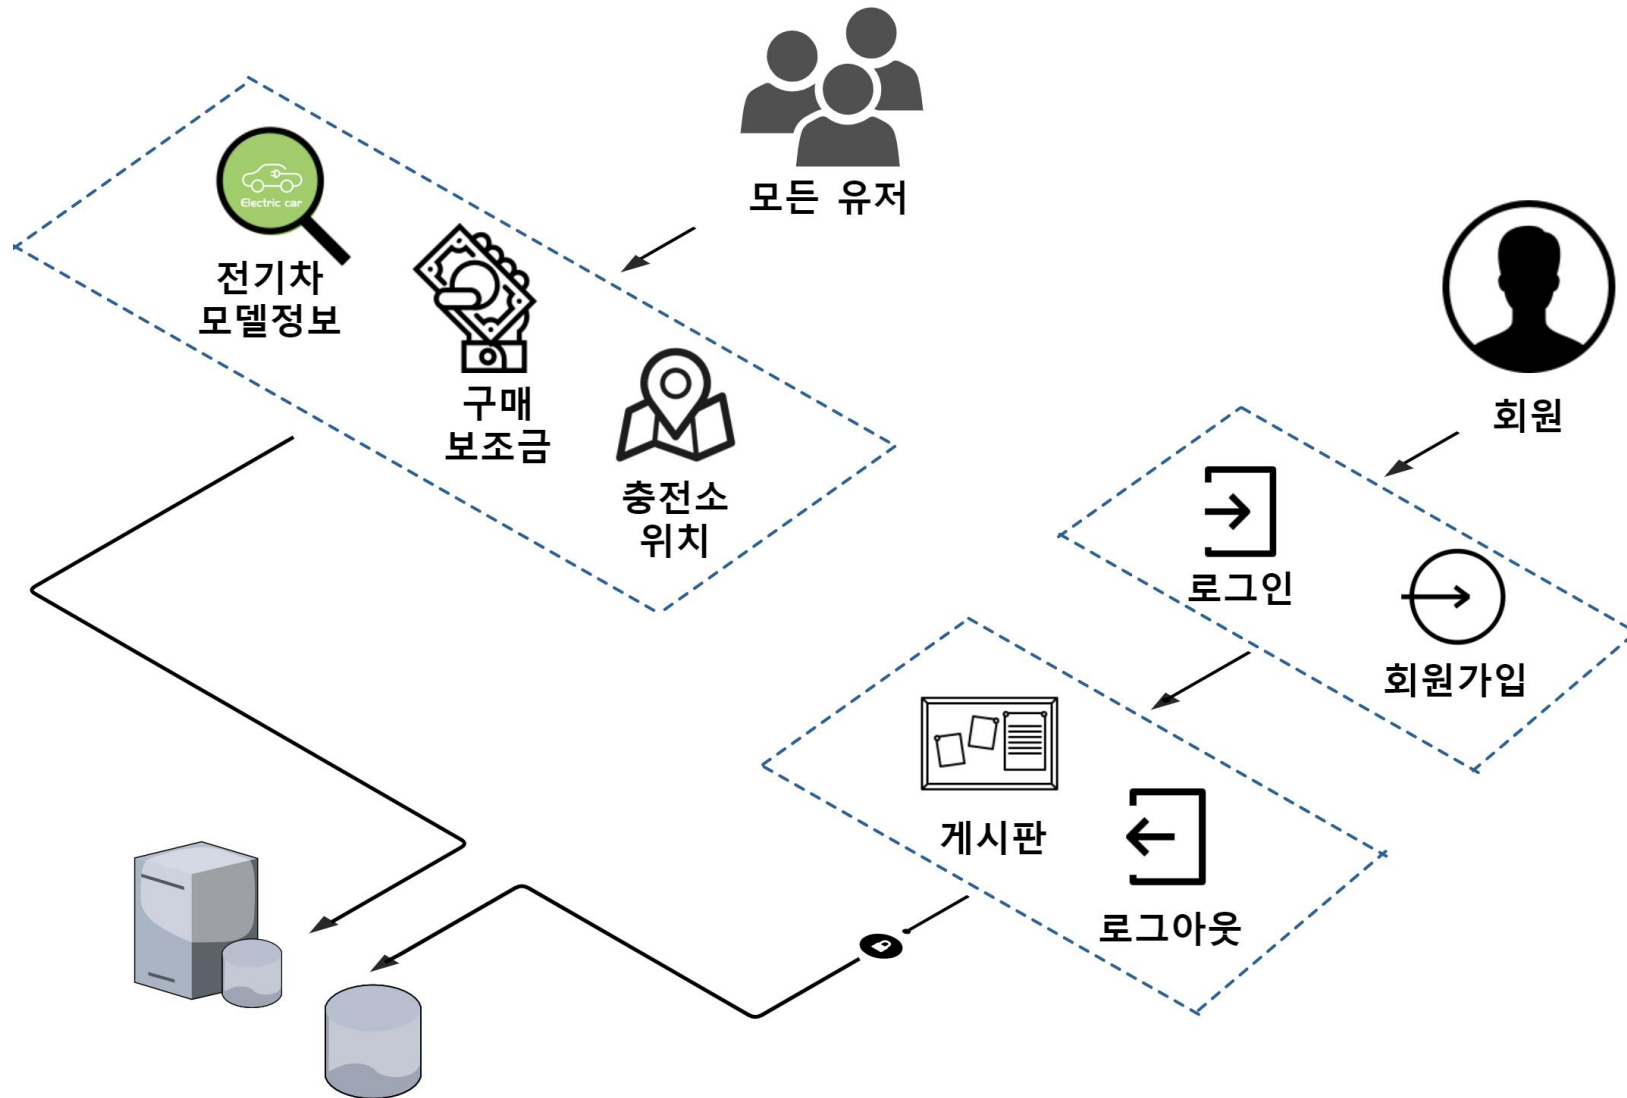 모든 유저
Electric car
전기차
모델정보
구매
보조금
충전소
위치
회원
로그인
회원가입
게시판
로그아웃